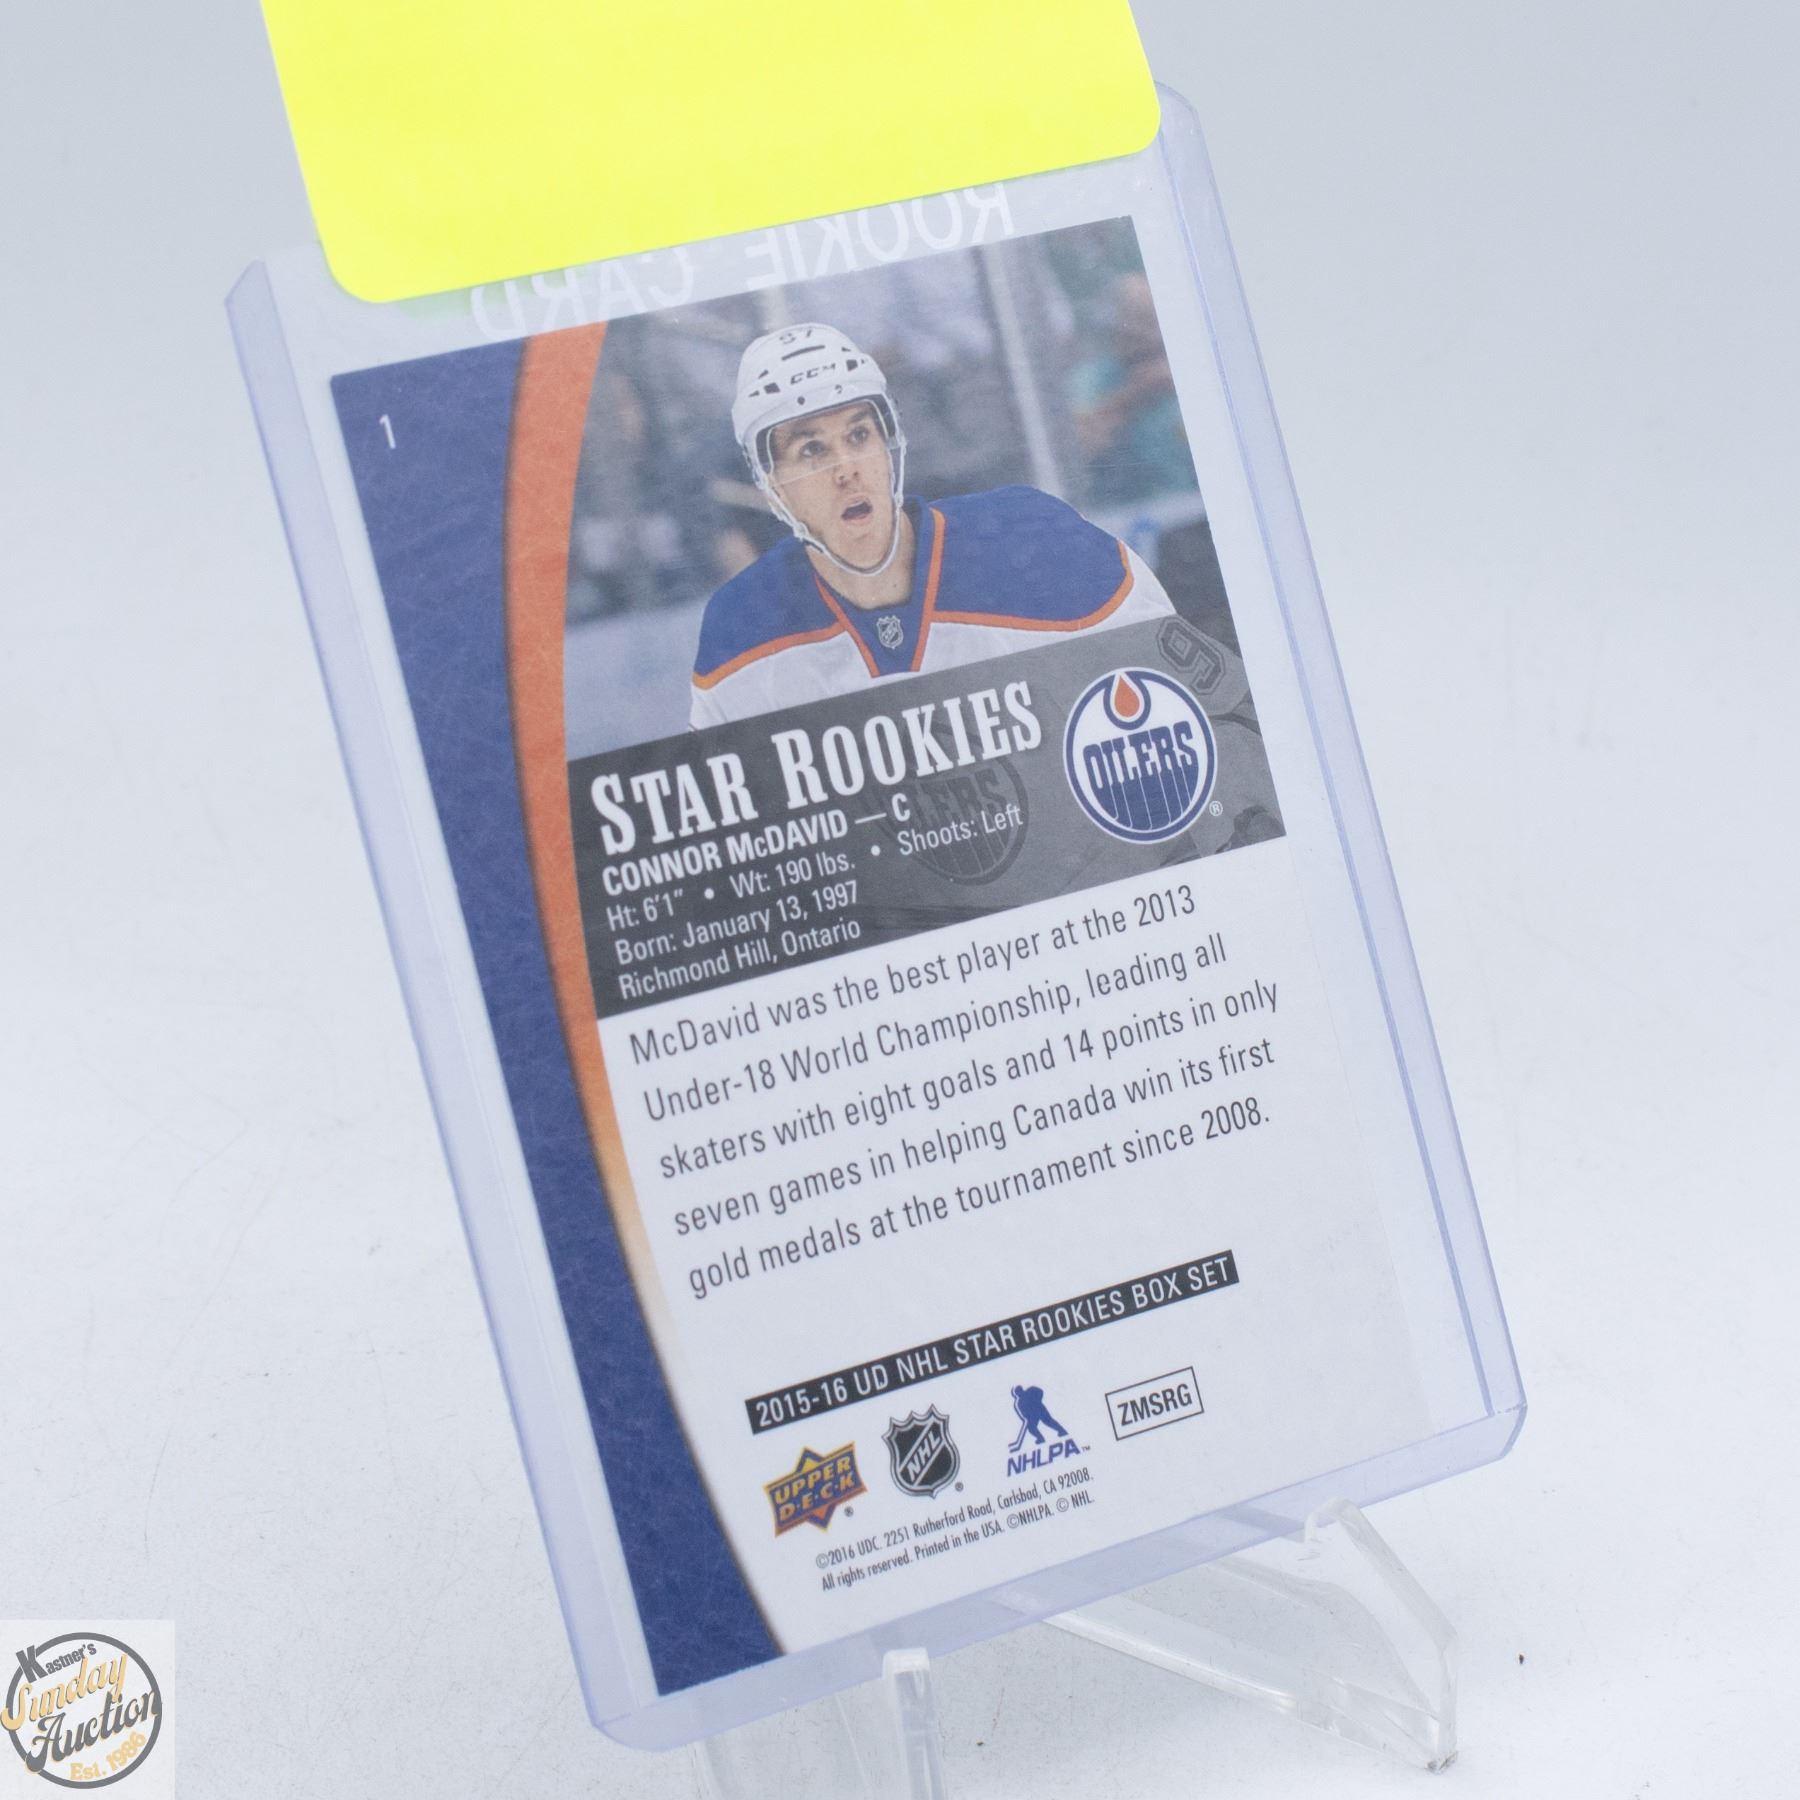 ROOKIE CARD
1
97
CCM
9
OILERS
®
STAR ROOKIES
CONNOR McDAVID — C
Ht: 6'1" • Wt: 190 lbs. • Shoots: Left
Born: January 13, 1997
Richmond Hill, Ontario
McDavid was the best player at the 2013
Under-18 World Championship, leading all
skaters with eight goals and 14 points in only
seven games in helping Canada win its first
gold medals at the tournament since 2008.
2015-16 UD NHL STAR ROOKIES BOX SET
UPPER DECK® NHL® NHLPA™ ZMSRG
©2016 UDC. 2251 Rutherford Road, Carlsbad, CA 92008.
All rights reserved. Printed in the USA. ©NHLPA. © NHL.
Kastner's
Sunday
Auction
Est. 1986